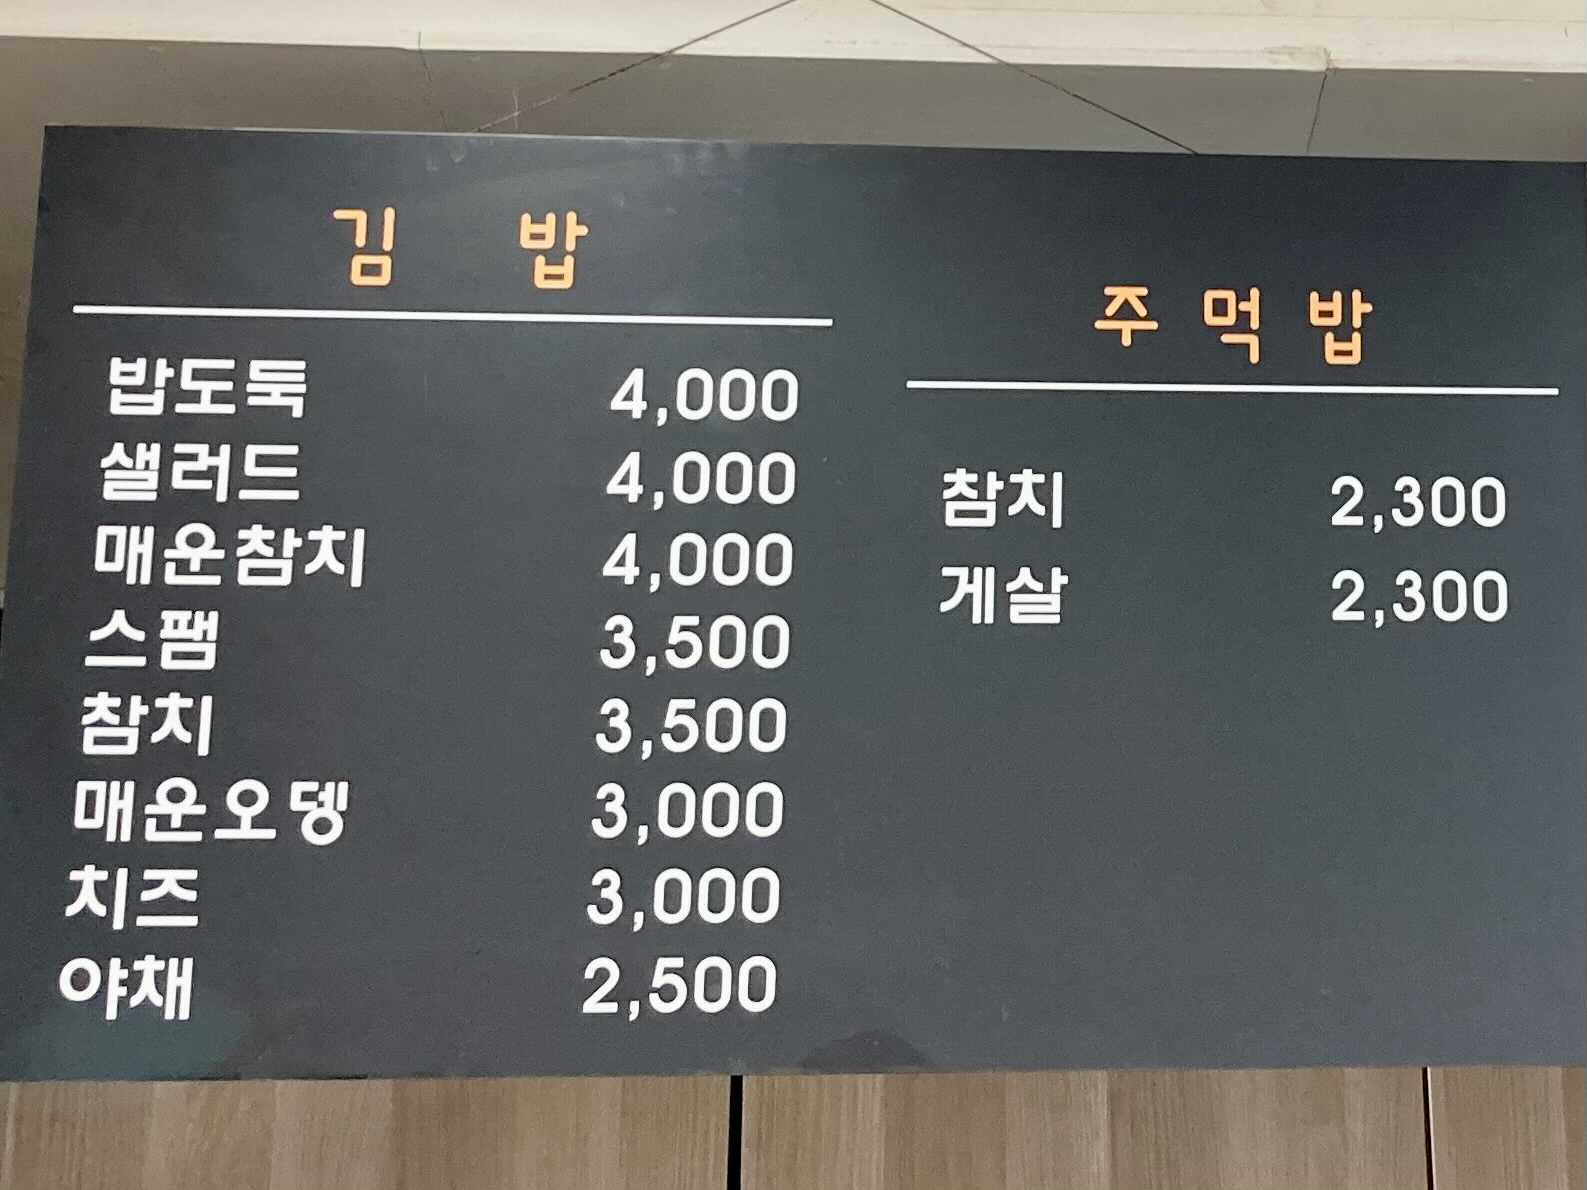 김 밥
밥도둑 4,000
샐러드 4,000
매운참치 4,000
스팸 3,500
참치 3,500
매운오뎅 3,000
치즈 3,000
야채 2,500
주먹밥
참치 2,300
게살 2,300